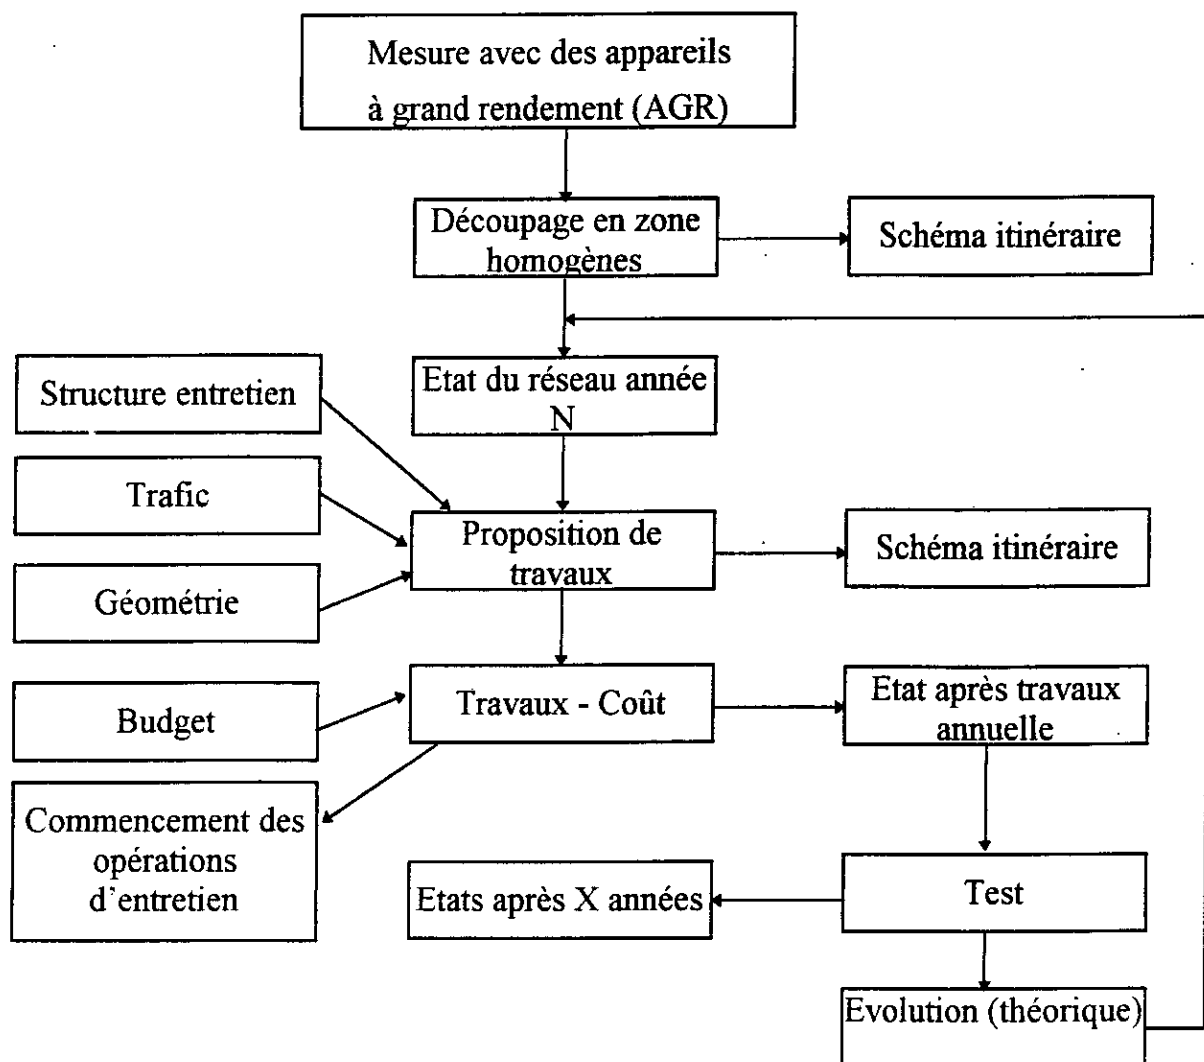 Mesure avec des appareils
à grand rendement (AGR)
Découpage en zone
homogènes
Schéma itinéraire
Etat du réseau année
N
Structure entretien
Trafic
Géométrie
Proposition de
travaux
Schéma itinéraire
Budget
Travaux - Coût
Etat après travaux
annuelle
Commencement des
opérations
d'entretien
Etats après X années
Test
Evolution (théorique)